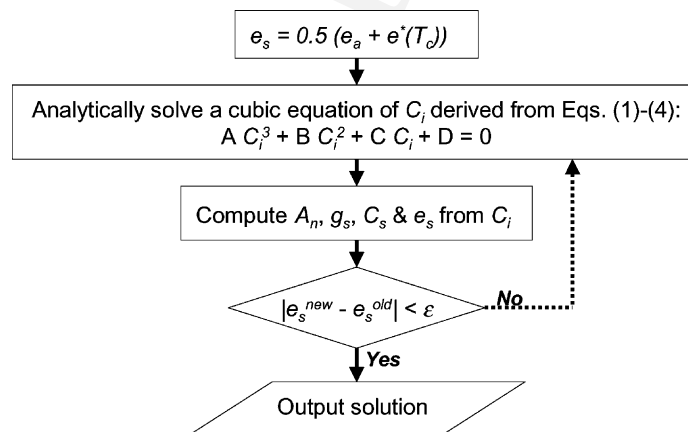 e_s = 0.5 (e_a + e*(T_c))
Analytically solve a cubic equation of C_i derived from Eqs. (1)-(4):
A C_i^3 + B C_i^2 + C C_i + D = 0
Compute A_n, g_s, C_s & e_s from C_i
|e_s^new - e_s^old| < ε
No
Yes
Output solution